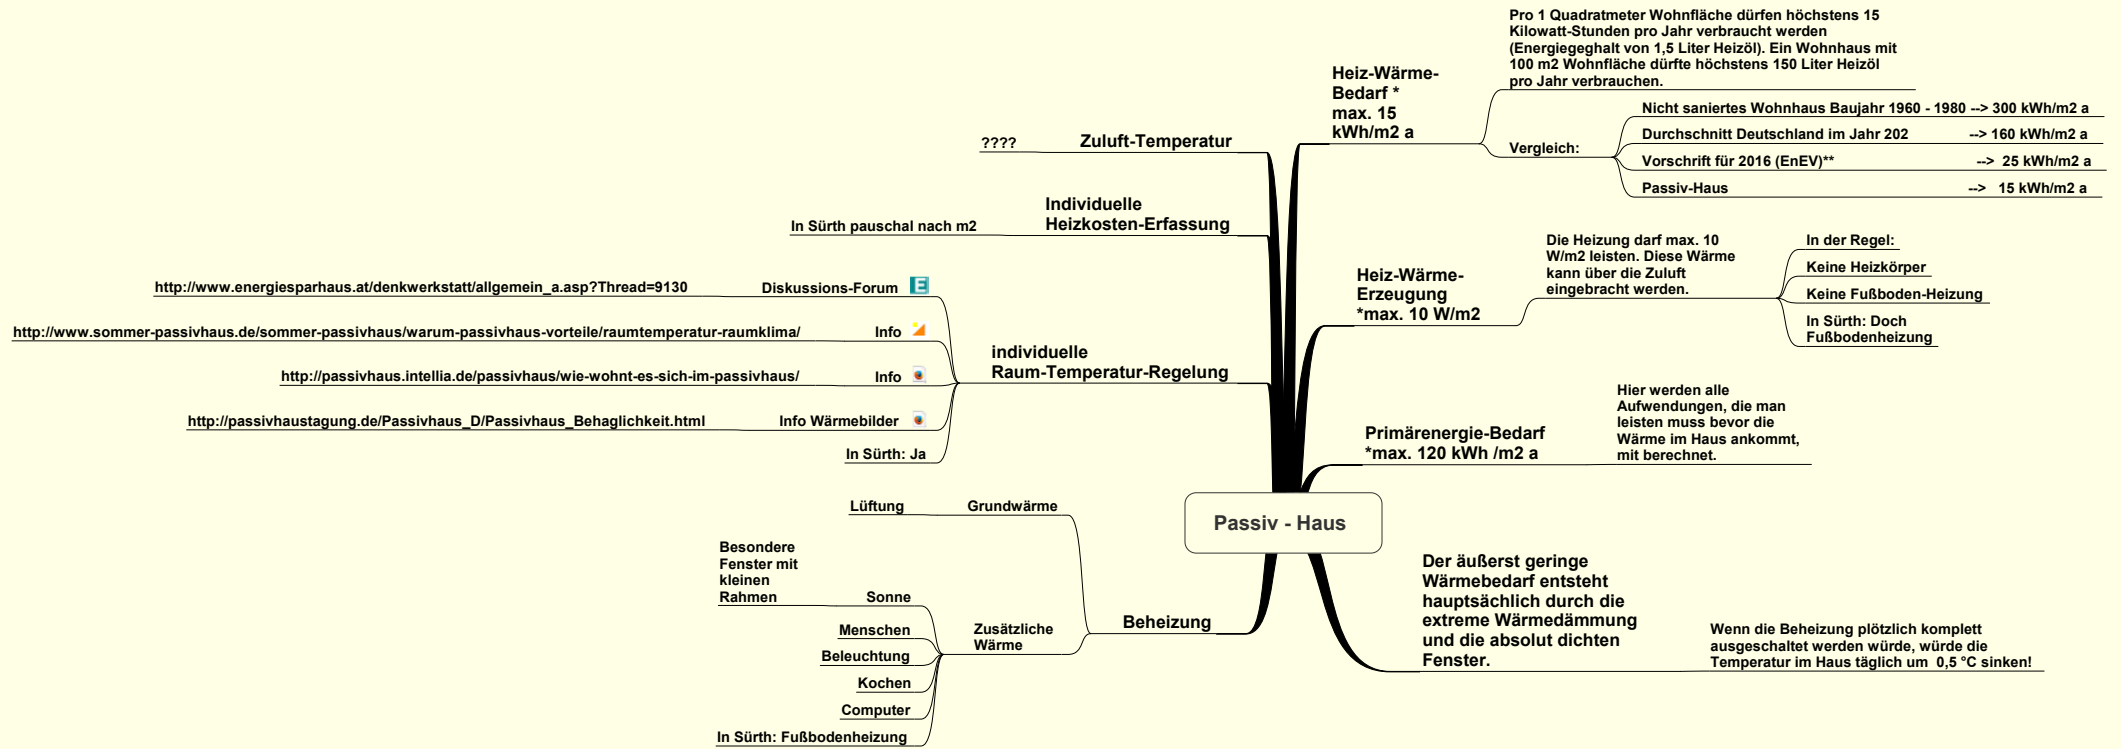 Passiv - Haus
Heiz-Wärme-
Bedarf *
max. 15
kWh/m2 a
Pro 1 Quadratmeter Wohnfläche dürfen höchstens 15
Kilowatt-Stunden pro Jahr verbraucht werden
(Energiegeghalt von 1,5 Liter Heizöl). Ein Wohnhaus mit
100 m2 Wohnfläche dürfte höchstens 150 Liter Heizöl
pro Jahr verbrauchen.
Vergleich:
Nicht saniertes Wohnhaus Baujahr 1960 - 1980 --> 300 kWh/m2 a
Durchschnitt Deutschland im Jahr 202 --> 160 kWh/m2 a
Vorschrift für 2016 (EnEV)** --> 25 kWh/m2 a
Passiv-Haus --> 15 kWh/m2 a
Heiz-Wärme-
Erzeugung
*max. 10 W/m2
Die Heizung darf max. 10
W/m2 leisten. Diese Wärme
kann über die Zuluft
eingebracht werden.
In der Regel:
Keine Heizkörper
Keine Fußboden-Heizung
In Sürth: Doch
Fußbodenheizung
Primärenergie-Bedarf
*max. 120 kWh /m2 a
Hier werden alle
Aufwendungen, die man
leisten muss bevor die
Wärme im Haus ankommt,
mit berechnet.
Der äußerst geringe
Wärmebedarf entsteht
hauptsächlich durch die
extreme Wärmedämmung
und die absolut dichten
Fenster.
Wenn die Beheizung plötzlich komplett
ausgeschaltet werden würde, würde die
Temperatur im Haus täglich um 0,5 °C sinken!
Zuluft-Temperatur
????
Individuelle
Heizkosten-Erfassung
In Sürth pauschal nach m2
individuelle
Raum-Temperatur-Regelung
E
Diskussions-Forum
http://www.energiesparhaus.at/denkwerkstatt/allgemein_a.asp?Thread=9130
Info
http://www.sommer-passivhaus.de/sommer-passivhaus/warum-passivhaus-vorteile/raumtemperatur-raumklima/
Info
http://passivhaus.intellia.de/passivhaus/wie-wohnt-es-sich-im-passivhaus/
Info Wärmebilder
http://passivhaustagung.de/Passivhaus_D/Passivhaus_Behaglichkeit.html
In Sürth: Ja
Beheizung
Grundwärme
Lüftung
Zusätzliche
Wärme
Sonne
Besondere
Fenster mit
kleinen
Rahmen
Menschen
Beleuchtung
Kochen
Computer
In Sürth: Fußbodenheizung